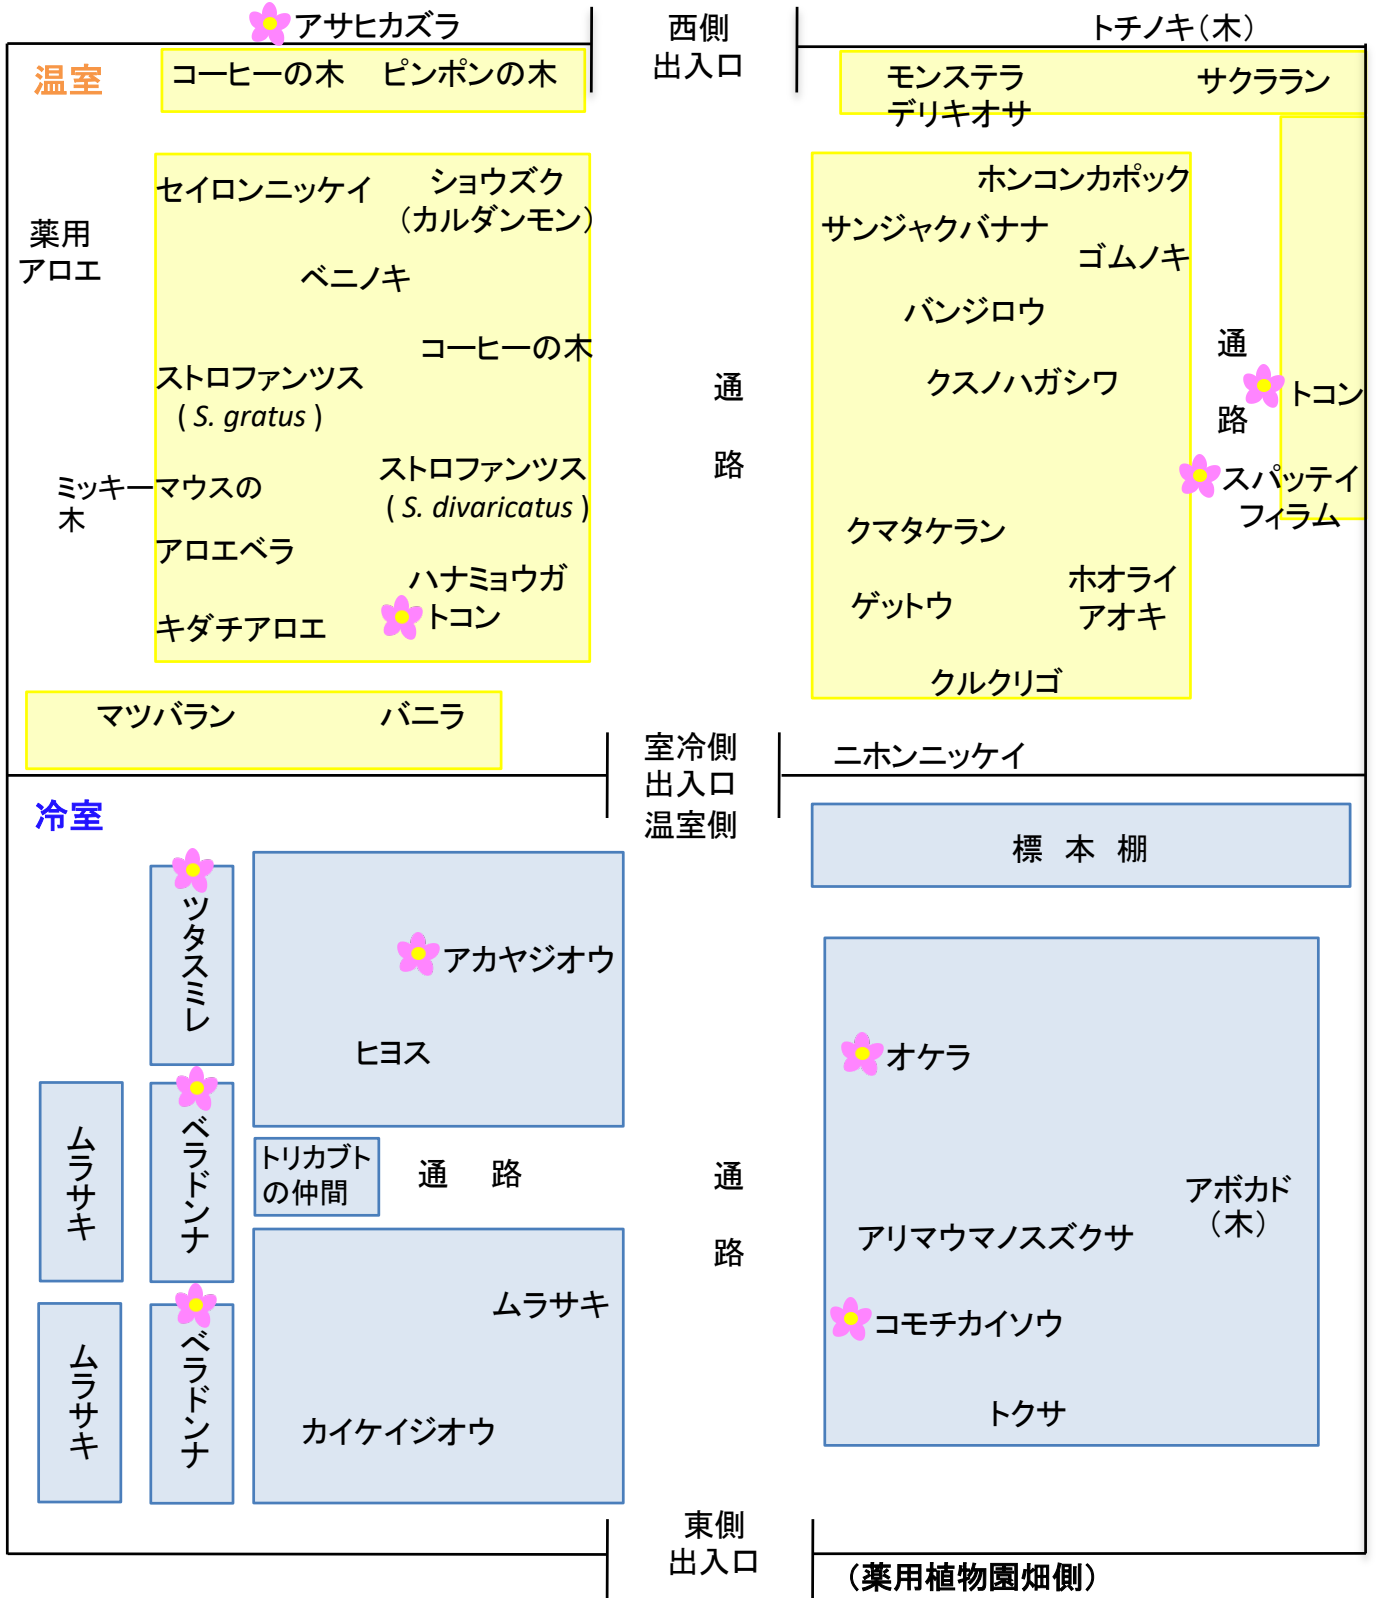 アサヒカズラ
西側
出入口
トチノキ(木)
温室
コーヒーの木
ピンポンの木
モンステラ
デリキオサ
サクララン
セイロンニッケイ
ショウズク
(カルダンモン)
薬用
アロエ
ベニノキ
コーヒーの木
ストロファンツス
( S. gratus )
ミッキーマウスの
木
ストロファンツス
( S. divaricatus )
アロエベラ
ハナミョウガ
トコン
キダチアロエ
マツバラン
バニラ
通
路
ホンコンカポック
サンジャクバナナ
ゴムノキ
バンジロウ
クスノハガシワ
通
路
トコン
スパッテイ
フィラム
クマタケラン
ホオライ
アオキ
ゲットウ
クルクリゴ
室冷側
出入口
温室側
ニホンニッケイ
冷室
標 本 棚
ツタスミレ
アカヤジオウ
ヒヨス
ムラサキ
ベラドンナ
トリカブト
の仲間
通 路
通
路
オケラ
アボカド
(木)
アリマウマノスズクサ
コモチカイソウ
トクサ
ムラサキ
ムラサキ
ベラドンナ
カイケイジオウ
東側
出入口
(薬用植物園畑側)